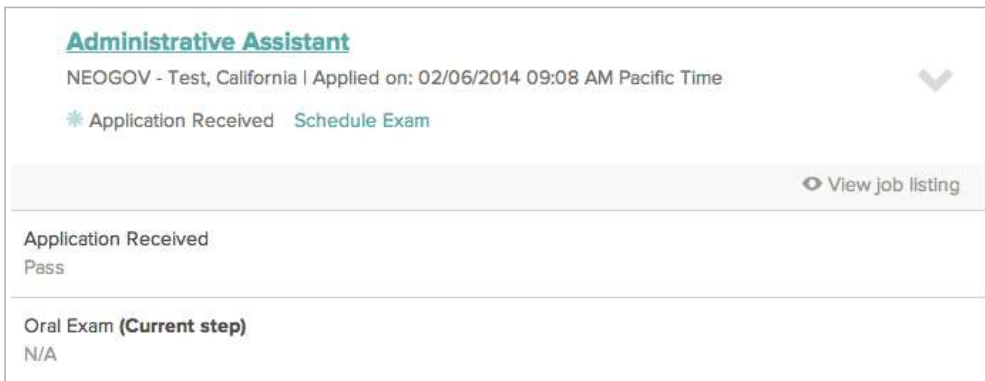 Administrative Assistant
NEOGOV - Test, California | Applied on: 02/06/2014 09:08 AM Pacific Time
Application Received Schedule Exam
View job listing
Application Received
Pass
Oral Exam (Current step)
N/A